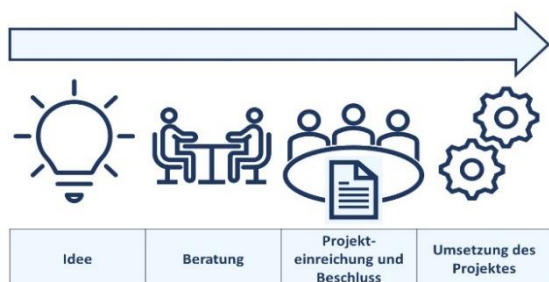 Idee
Beratung
Projekt-
einreichung und
Beschluss
Umsetzung des
Projektes